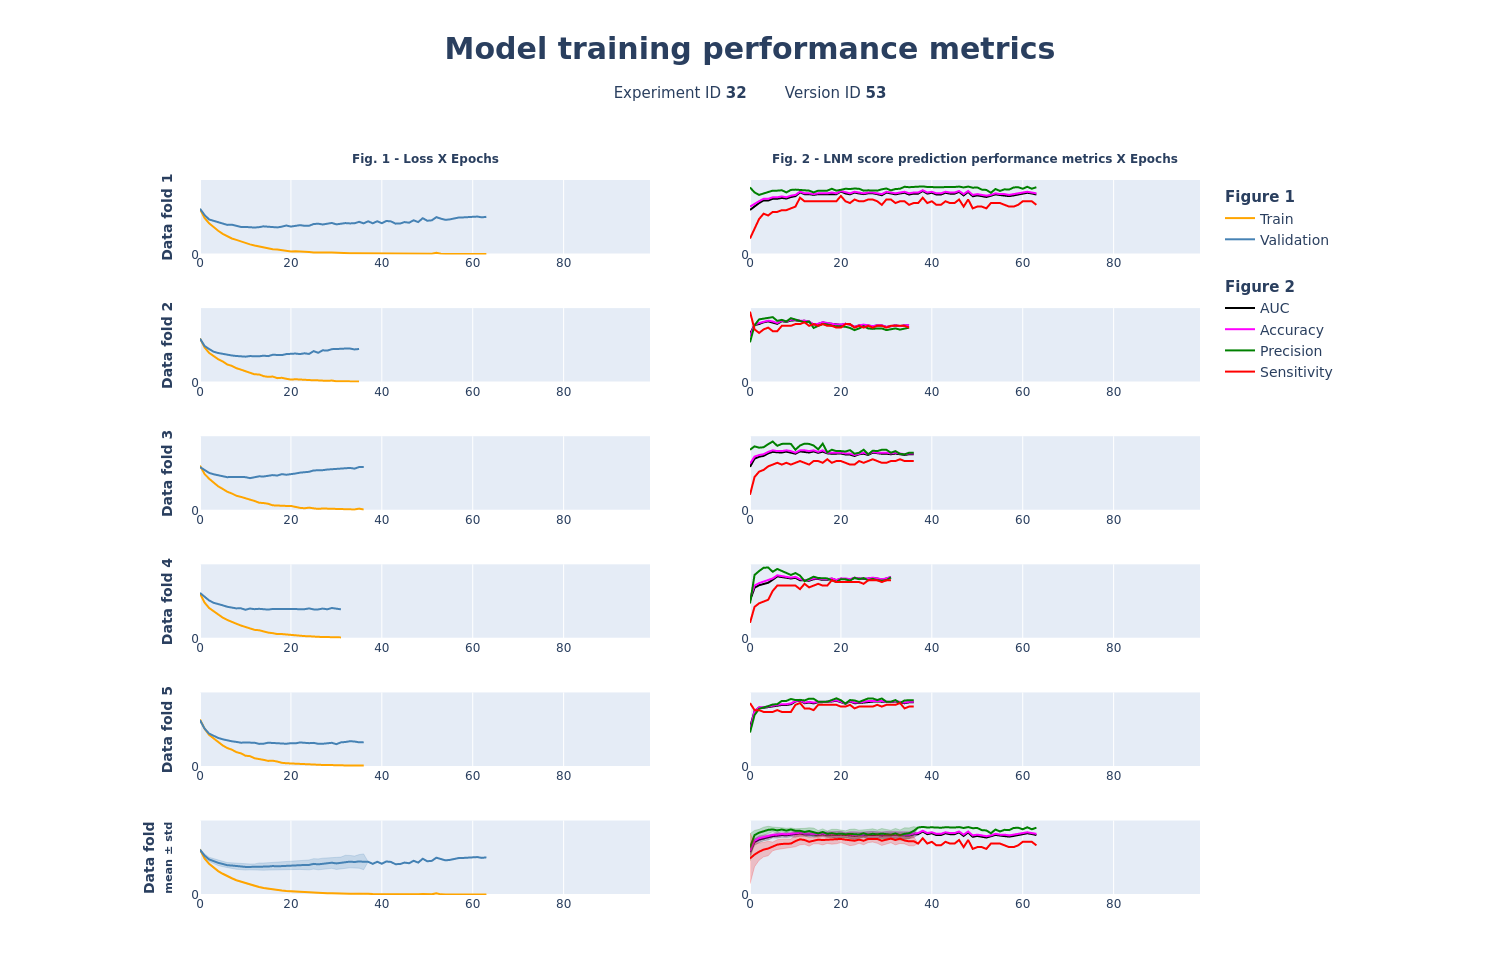 Model training performance metrics
Experiment ID 32 Version ID 53
Fig. 1 - Loss X Epochs
Fig. 2 - LNM score prediction performance metrics X Epochs
Data fold 1
0
0 20 40 60 80
0
0 20 40 60 80
Data fold 2
0
0 20 40 60 80
0
0 20 40 60 80
Data fold 3
0
0 20 40 60 80
0
0 20 40 60 80
Data fold 4
0
0 20 40 60 80
0
0 20 40 60 80
Data fold 5
0
0 20 40 60 80
0
0 20 40 60 80
Data fold
mean ± std
0
0 20 40 60 80
0
0 20 40 60 80
Figure 1
Train
Validation
Figure 2
AUC
Accuracy
Precision
Sensitivity